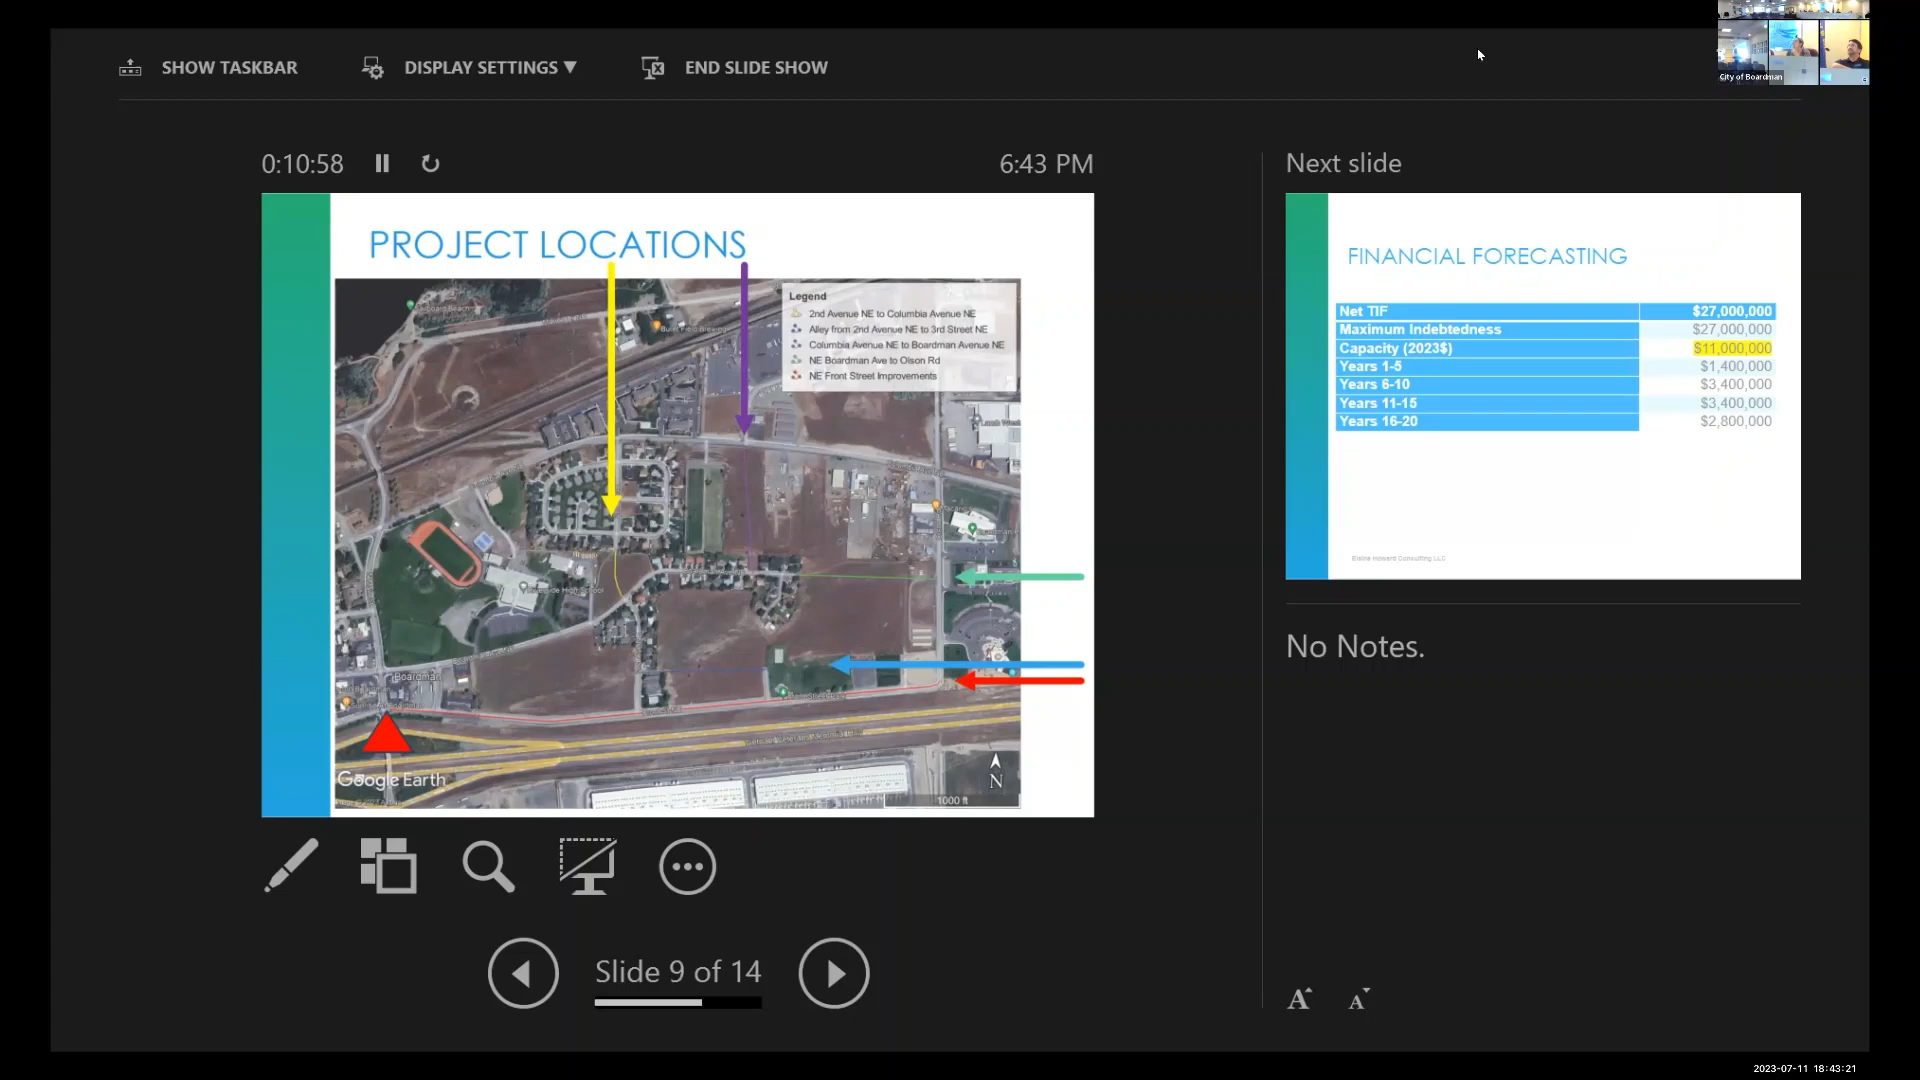 City of Boardman
SHOW TASKBAR
DISPLAY SETTINGS
END SLIDE SHOW
0:10:58
6:43 PM
PROJECT LOCATIONS
Legend
2nd Avenue NE to Columbia Avenue NE
Alley from 2nd Avenue NE to 3rd Street NE
Columbia Avenue NE to Boardman Avenue NE
NE Boardman Ave to Olson Rd
NE Front Street Improvements
Boardman
Google Earth
N
1000 ft
Next slide
FINANCIAL FORECASTING
Net TIF $27,000,000
Maximum Indebtedness $27,000,000
Capacity (2023$) $11,000,000
Years 1-5 $1,400,000
Years 6-10 $3,400,000
Years 11-15 $3,400,000
Years 16-20 $2,800,000
Elaine Howard Consulting LLC
No Notes.
Slide 9 of 14
A A
2023-07-11 18:43:21